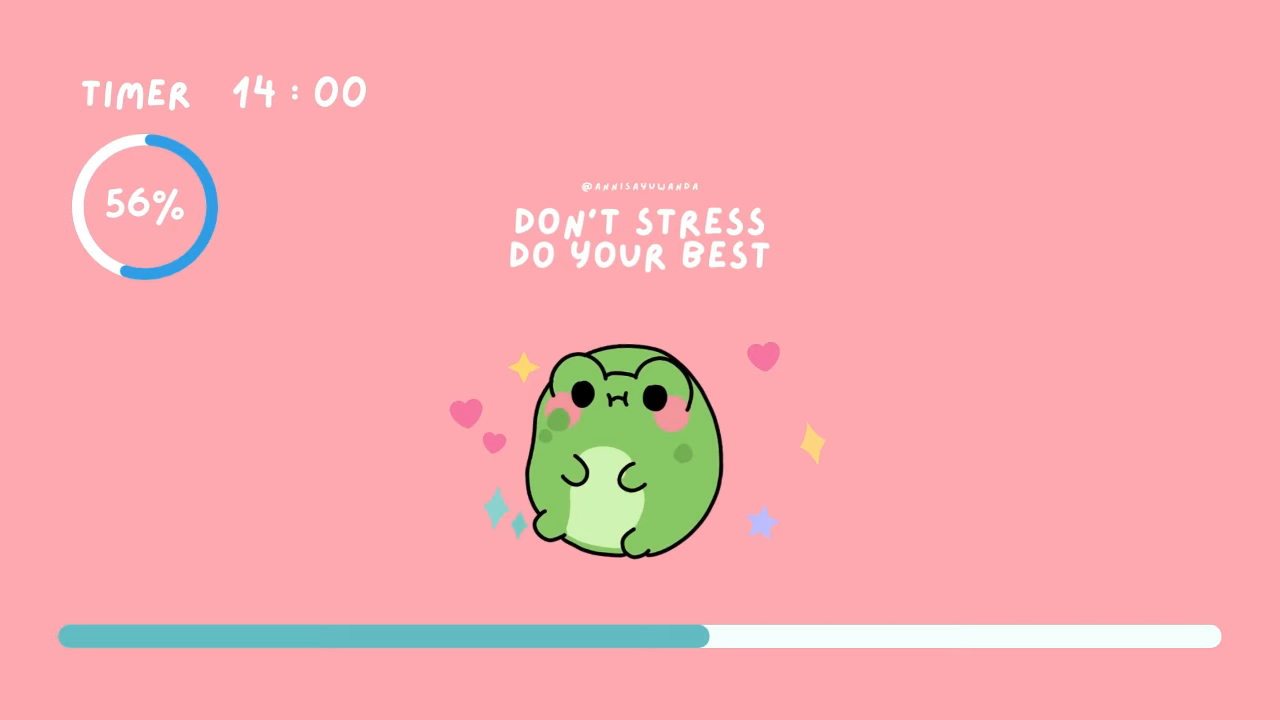 TIMER 14 : 00
56%
@ANNISAYUWANDA
DON'T STRESS
DO YOUR BEST